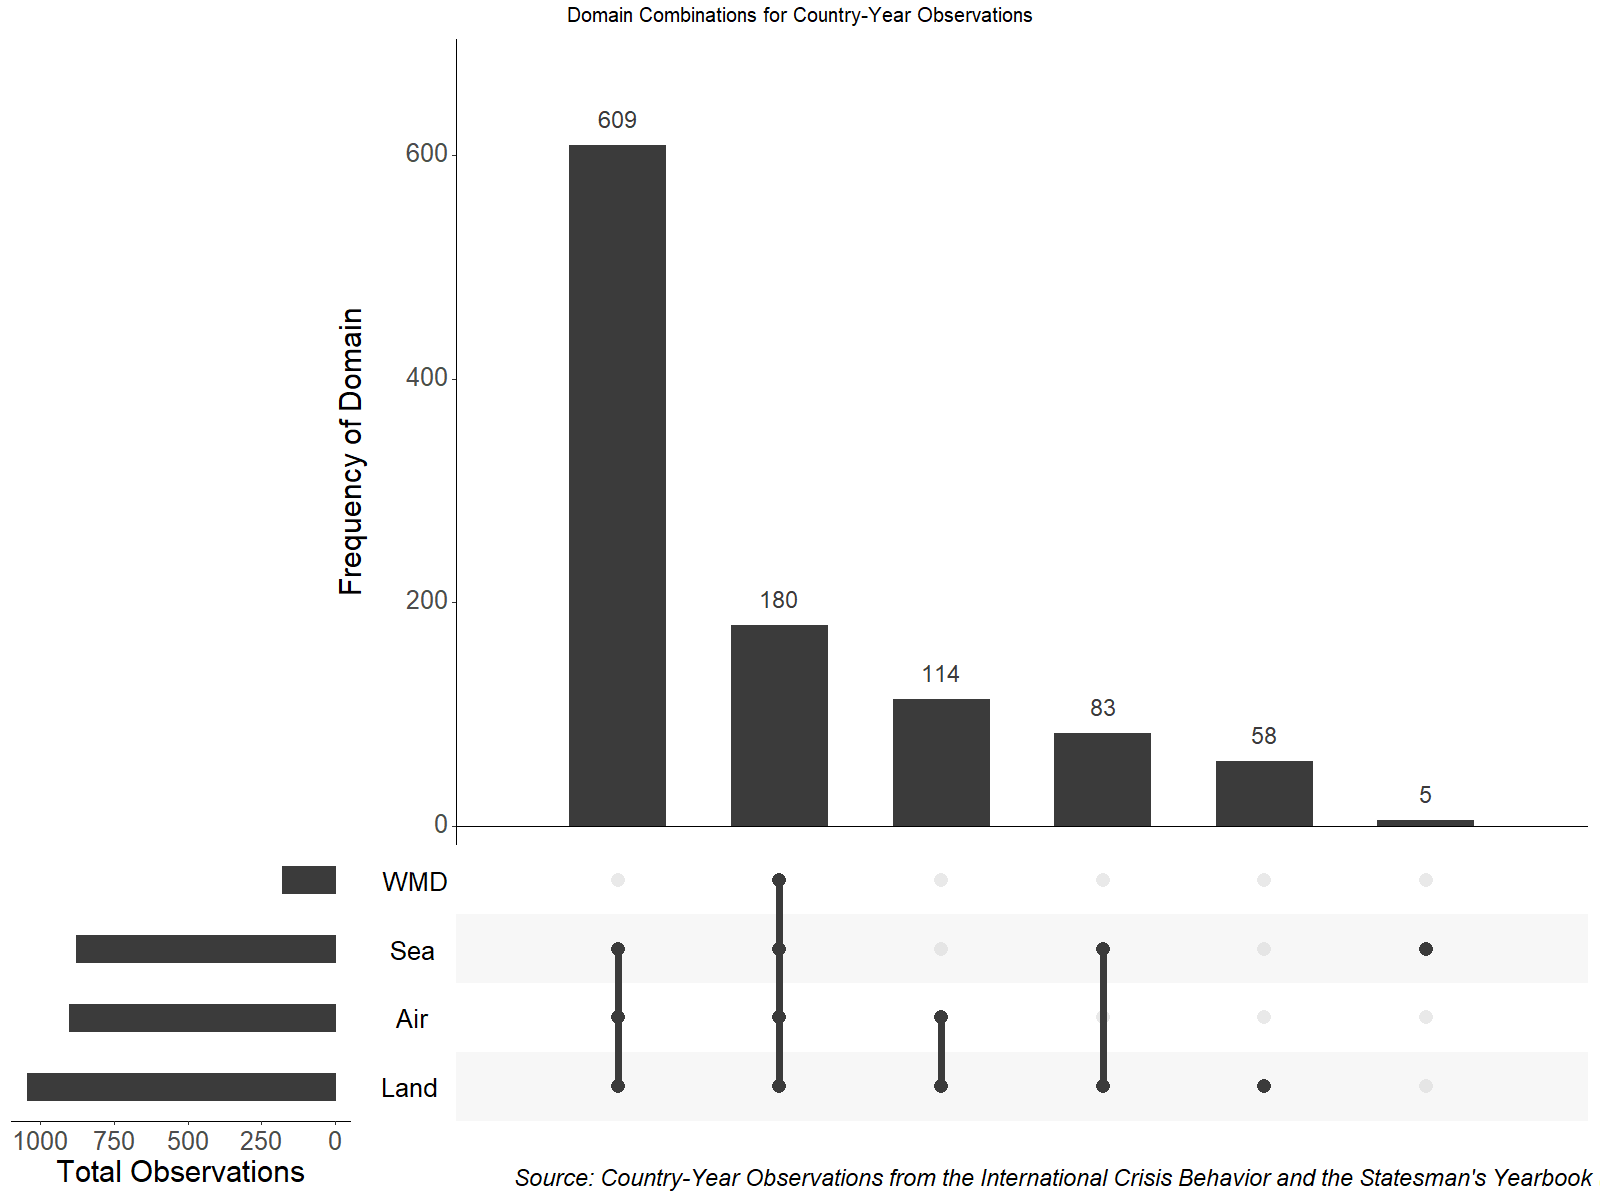 Domain Combinations for Country-Year Observations
Frequency of Domain
600
400
200
0
609
180
114
83
58
5
WMD
Sea
Air
Land
1000 750 500 250 0
Total Observations
Source: Country-Year Observations from the International Crisis Behavior and the Statesman's Yearbook